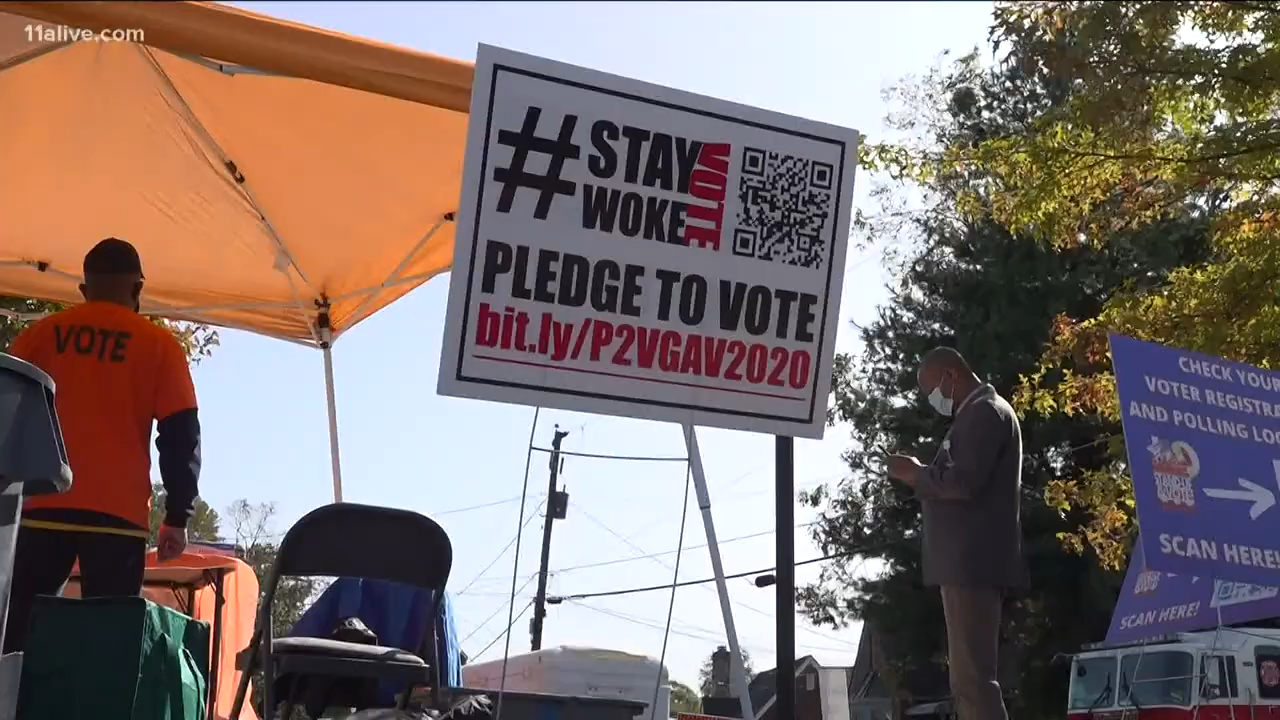 11alive.com
VOTE
#STAY
WOKE
VOTE
PLEDGE TO VOTE
bit.ly/P2VGAV2020
CHECK YOUR
VOTER REGISTRA
AND POLLING LO
SCAN HERE!
SCAN HERE!